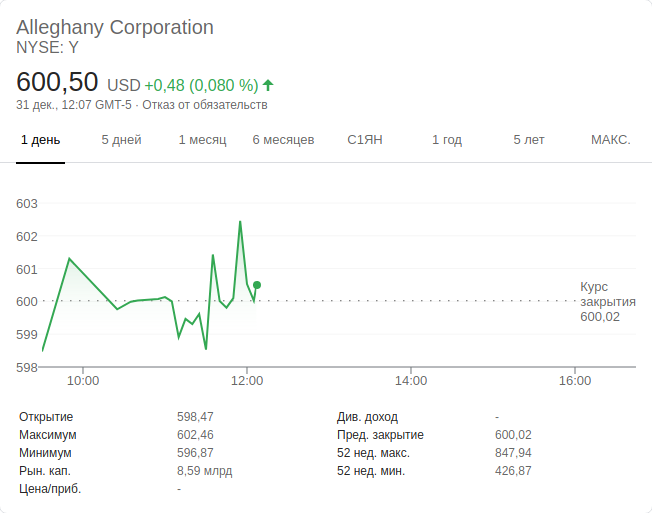 Alleghany Corporation
NYSE: Y
600,50 USD +0,48 (0,080 %)
31 дек., 12:07 GMT-5 · Отказ от обязательств
1 день 5 дней 1 месяц 6 месяцев С1ЯН 1 год 5 лет МАКС.
603
602
601
600
599
598
Курс
закрытия
600,02
10:00 12:00 14:00 16:00
Открытие 598,47 Див. доход -
Максимум 602,46 Пред. закрытие 600,02
Минимум 596,87 52 нед. макс. 847,94
Рын. кап. 8,59 млрд 52 нед. мин. 426,87
Цена/приб. -